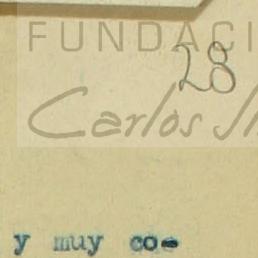 FUNDACI
28
Carlos
y muy co-